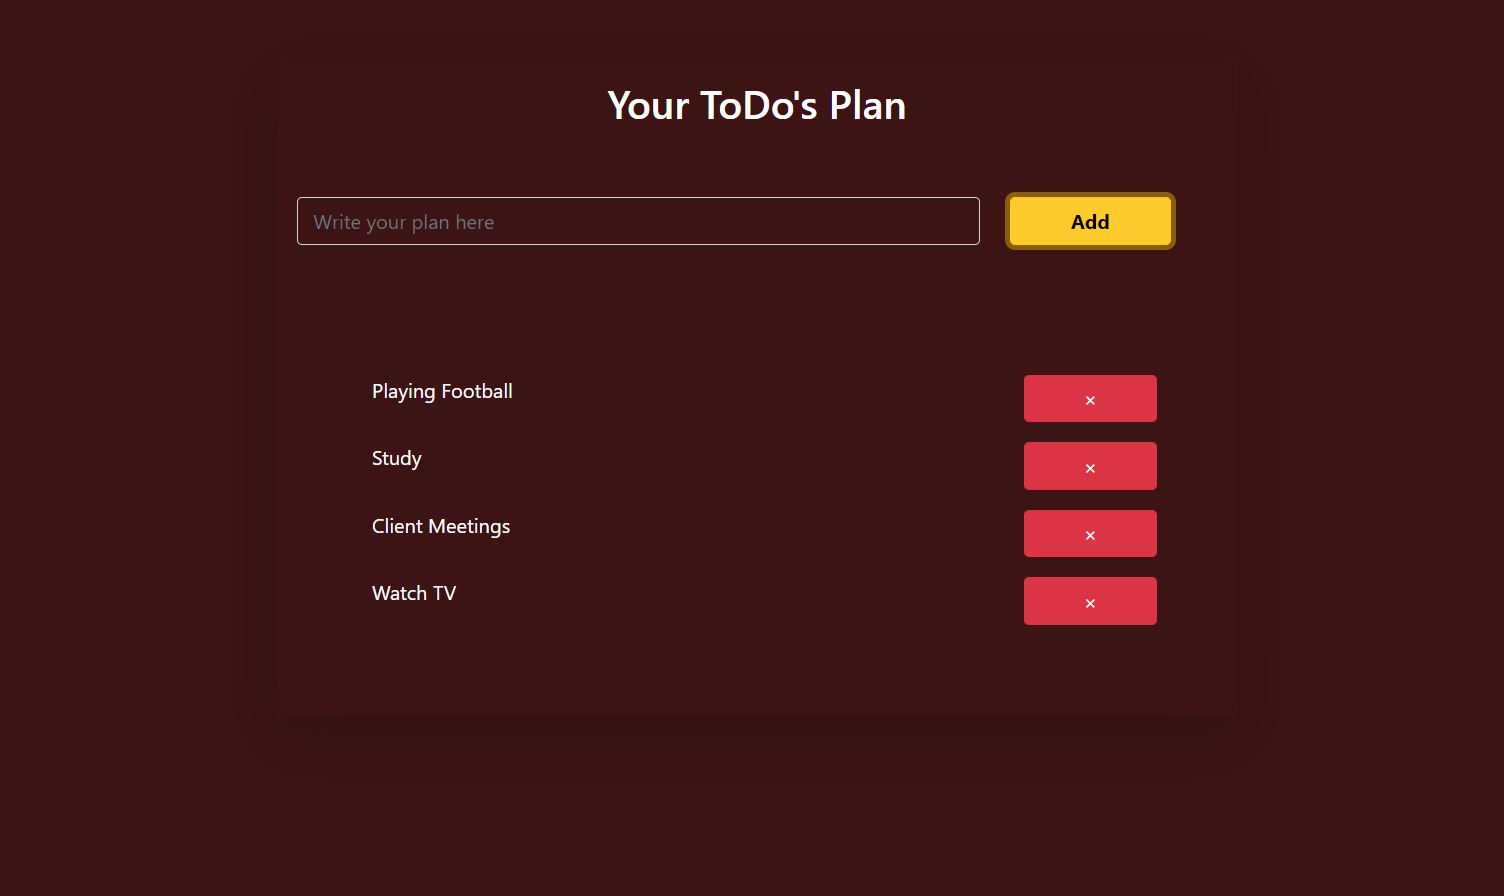 Your ToDo's Plan
Write your plan here
Add
Playing Football
×
Study
×
Client Meetings
×
Watch TV
×